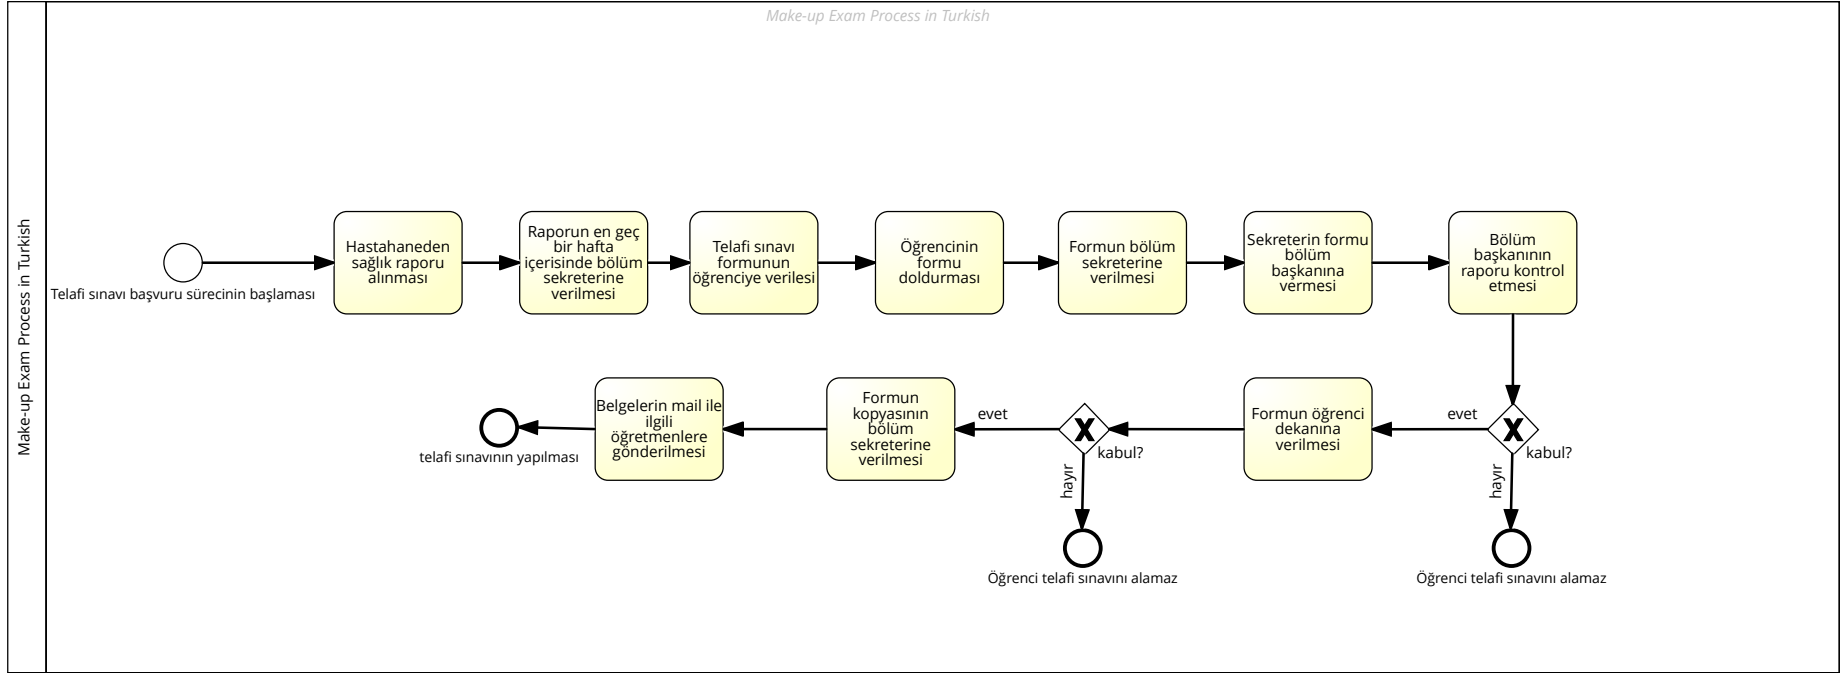 Make-up Exam Process in Turkish
Make-up Exam Process in Turkish
Telafi sınavı başvuru sürecinin başlaması
Hastahaneden
sağlık raporu
alınması
Raporun en geç
bir hafta
içerisinde bölüm
sekreterine
verilmesi
Telafi sınavı
formunun
öğrenciye verilesi
Öğrencinin
formu
doldurması
Formun bölüm
sekreterine
verilmesi
Sekreterin formu
bölüm
başkanına
vermesi
Bölüm
başkanının
raporu kontrol
etmesi
kabul?
evet
hayır
Öğrenci telafi sınavını alamaz
Formun öğrenci
dekanına
verilmesi
kabul?
evet
hayır
Öğrenci telafi sınavını alamaz
Formun
kopyasının
bölüm
sekreterine
verilmesi
Belgelerin mail ile
ilgili
öğretmenlere
gönderilmesi
telafi sınavının yapılması